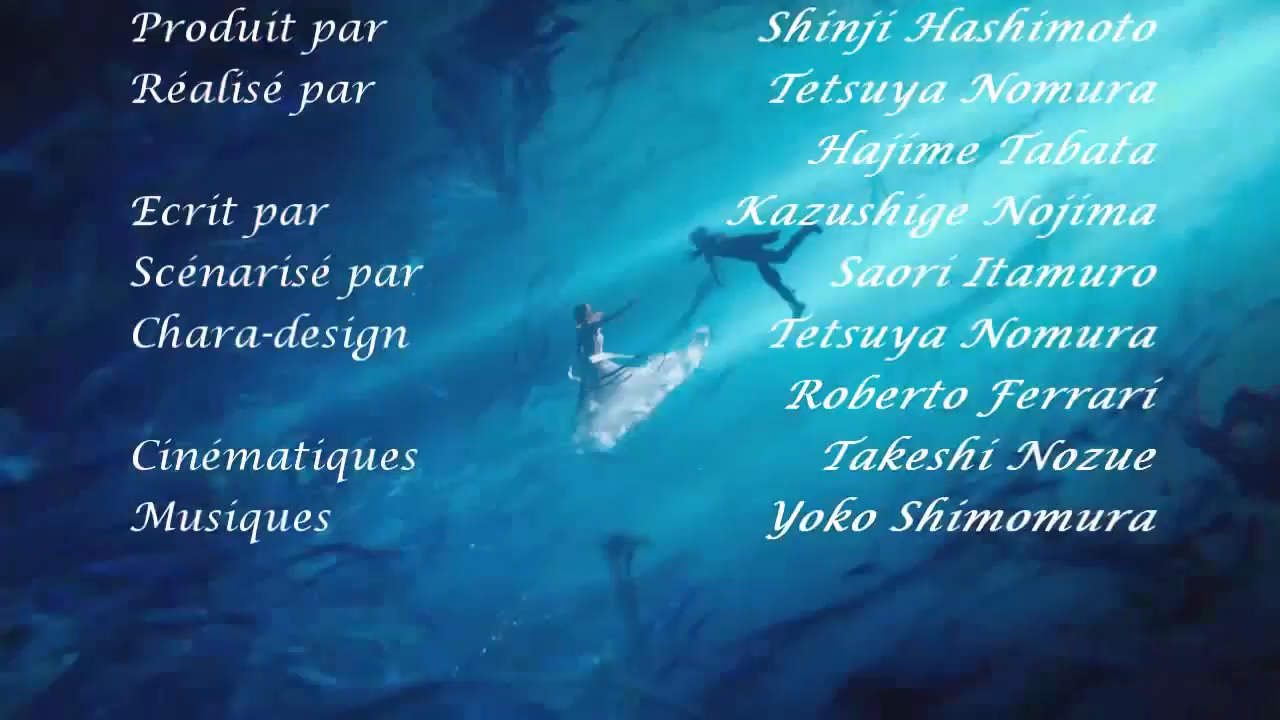 Produit par Shinji Hashimoto
Réalisé par Tetsuya Nomura
Hajime Tabata
Ecrit par Kazushige Nojima
Scénarisé par Saori Itamuro
Chara-design Tetsuya Nomura
Roberto Ferrari
Cinématiques Takeshi Nozue
Musiques Yoko Shimomura